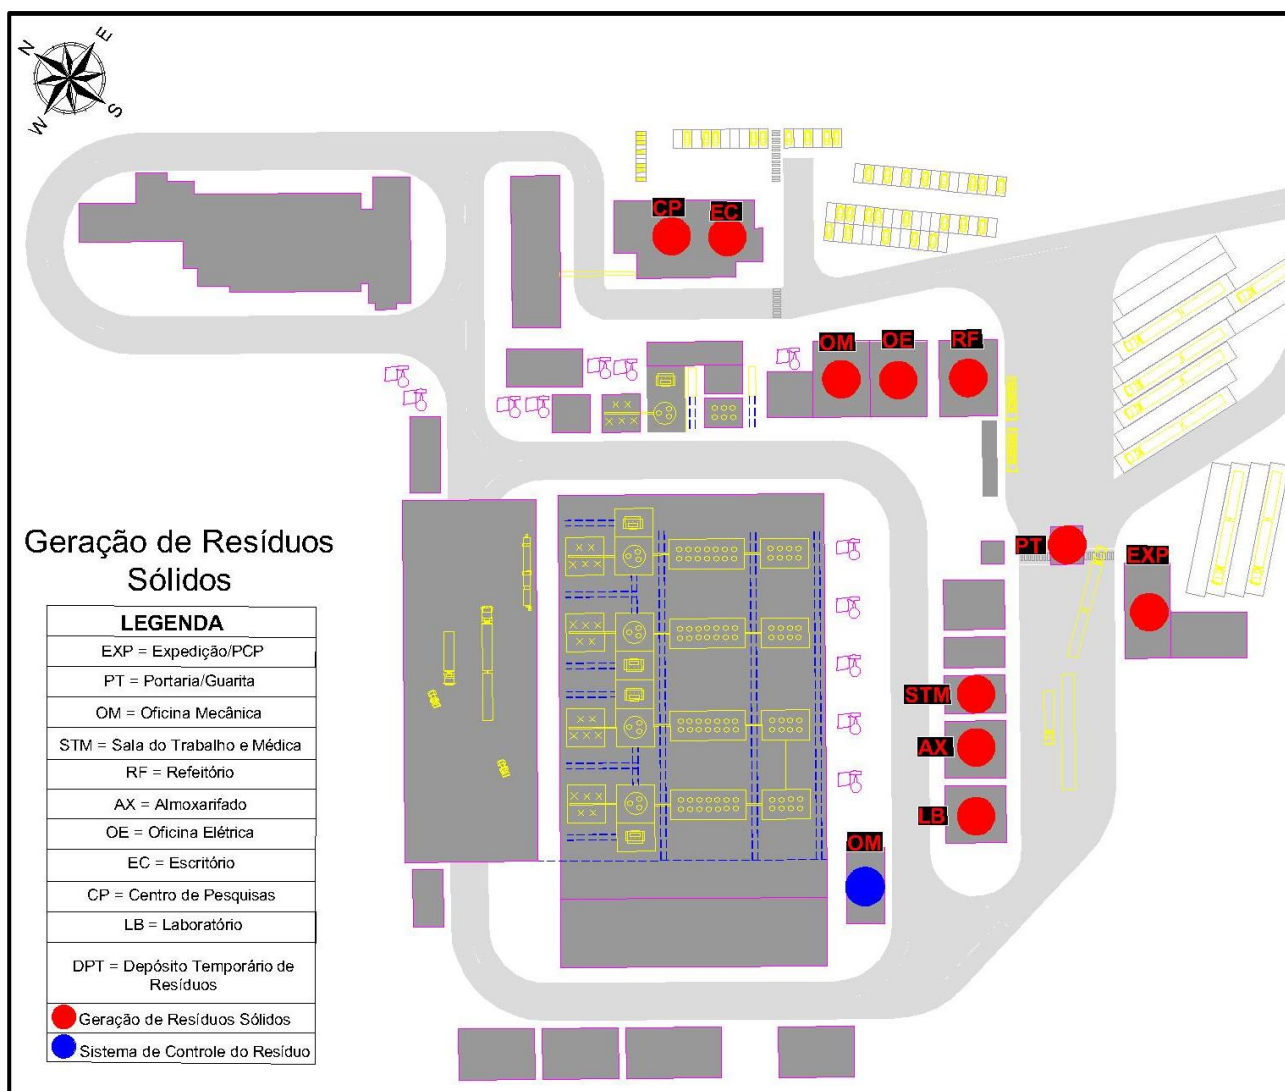 N
E
W
S
CP
EC
OM
OE
RF
PT
EXP
STM
AX
LB
OM
Geração de Resíduos
Sólidos
LEGENDA
EXP = Expedição/PCP
PT = Portaria/Guarita
OM = Oficina Mecânica
STM = Sala do Trabalho e Médica
RF = Refeitório
AX = Almoxarifado
OE = Oficina Elétrica
EC = Escritório
CP = Centro de Pesquisas
LB = Laboratório
DPT = Depósito Temporário de
Resíduos
Geração de Resíduos Sólidos
Sistema de Controle do Resíduo